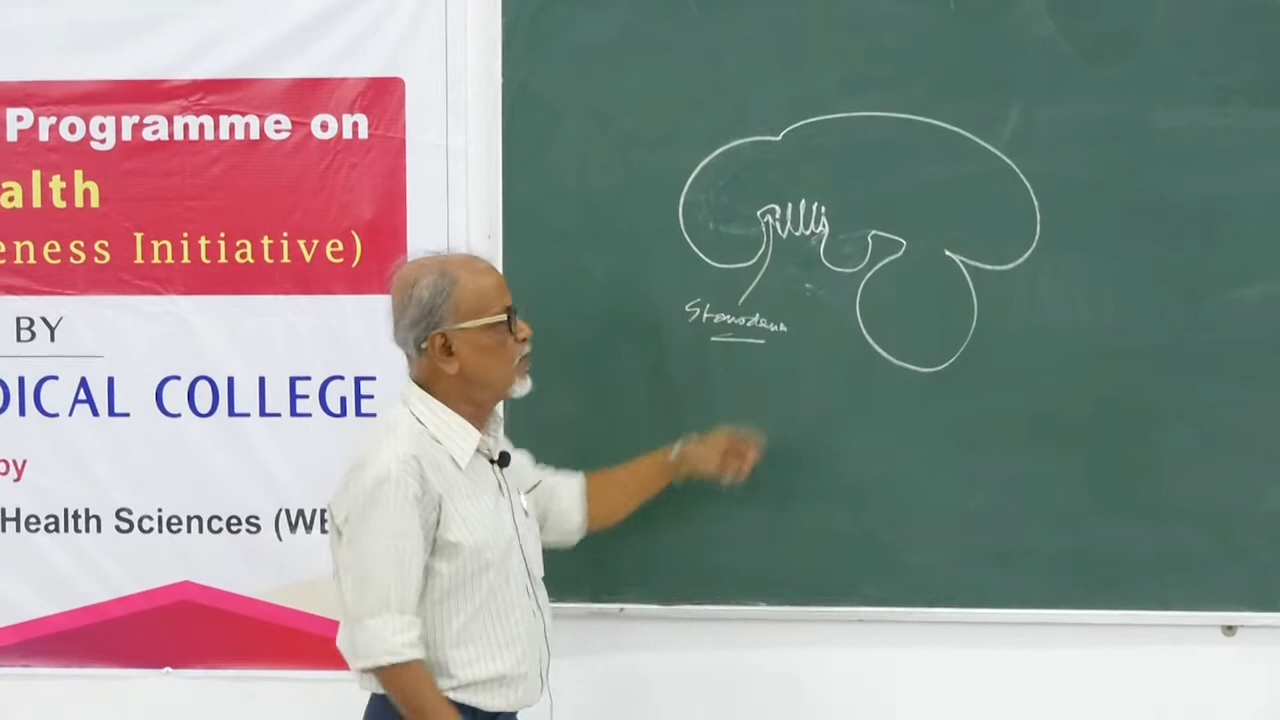 Programme on
alth
eness Initiative)
BY
DICAL COLLEGE
by
Health Sciences (WB
Stomodeum